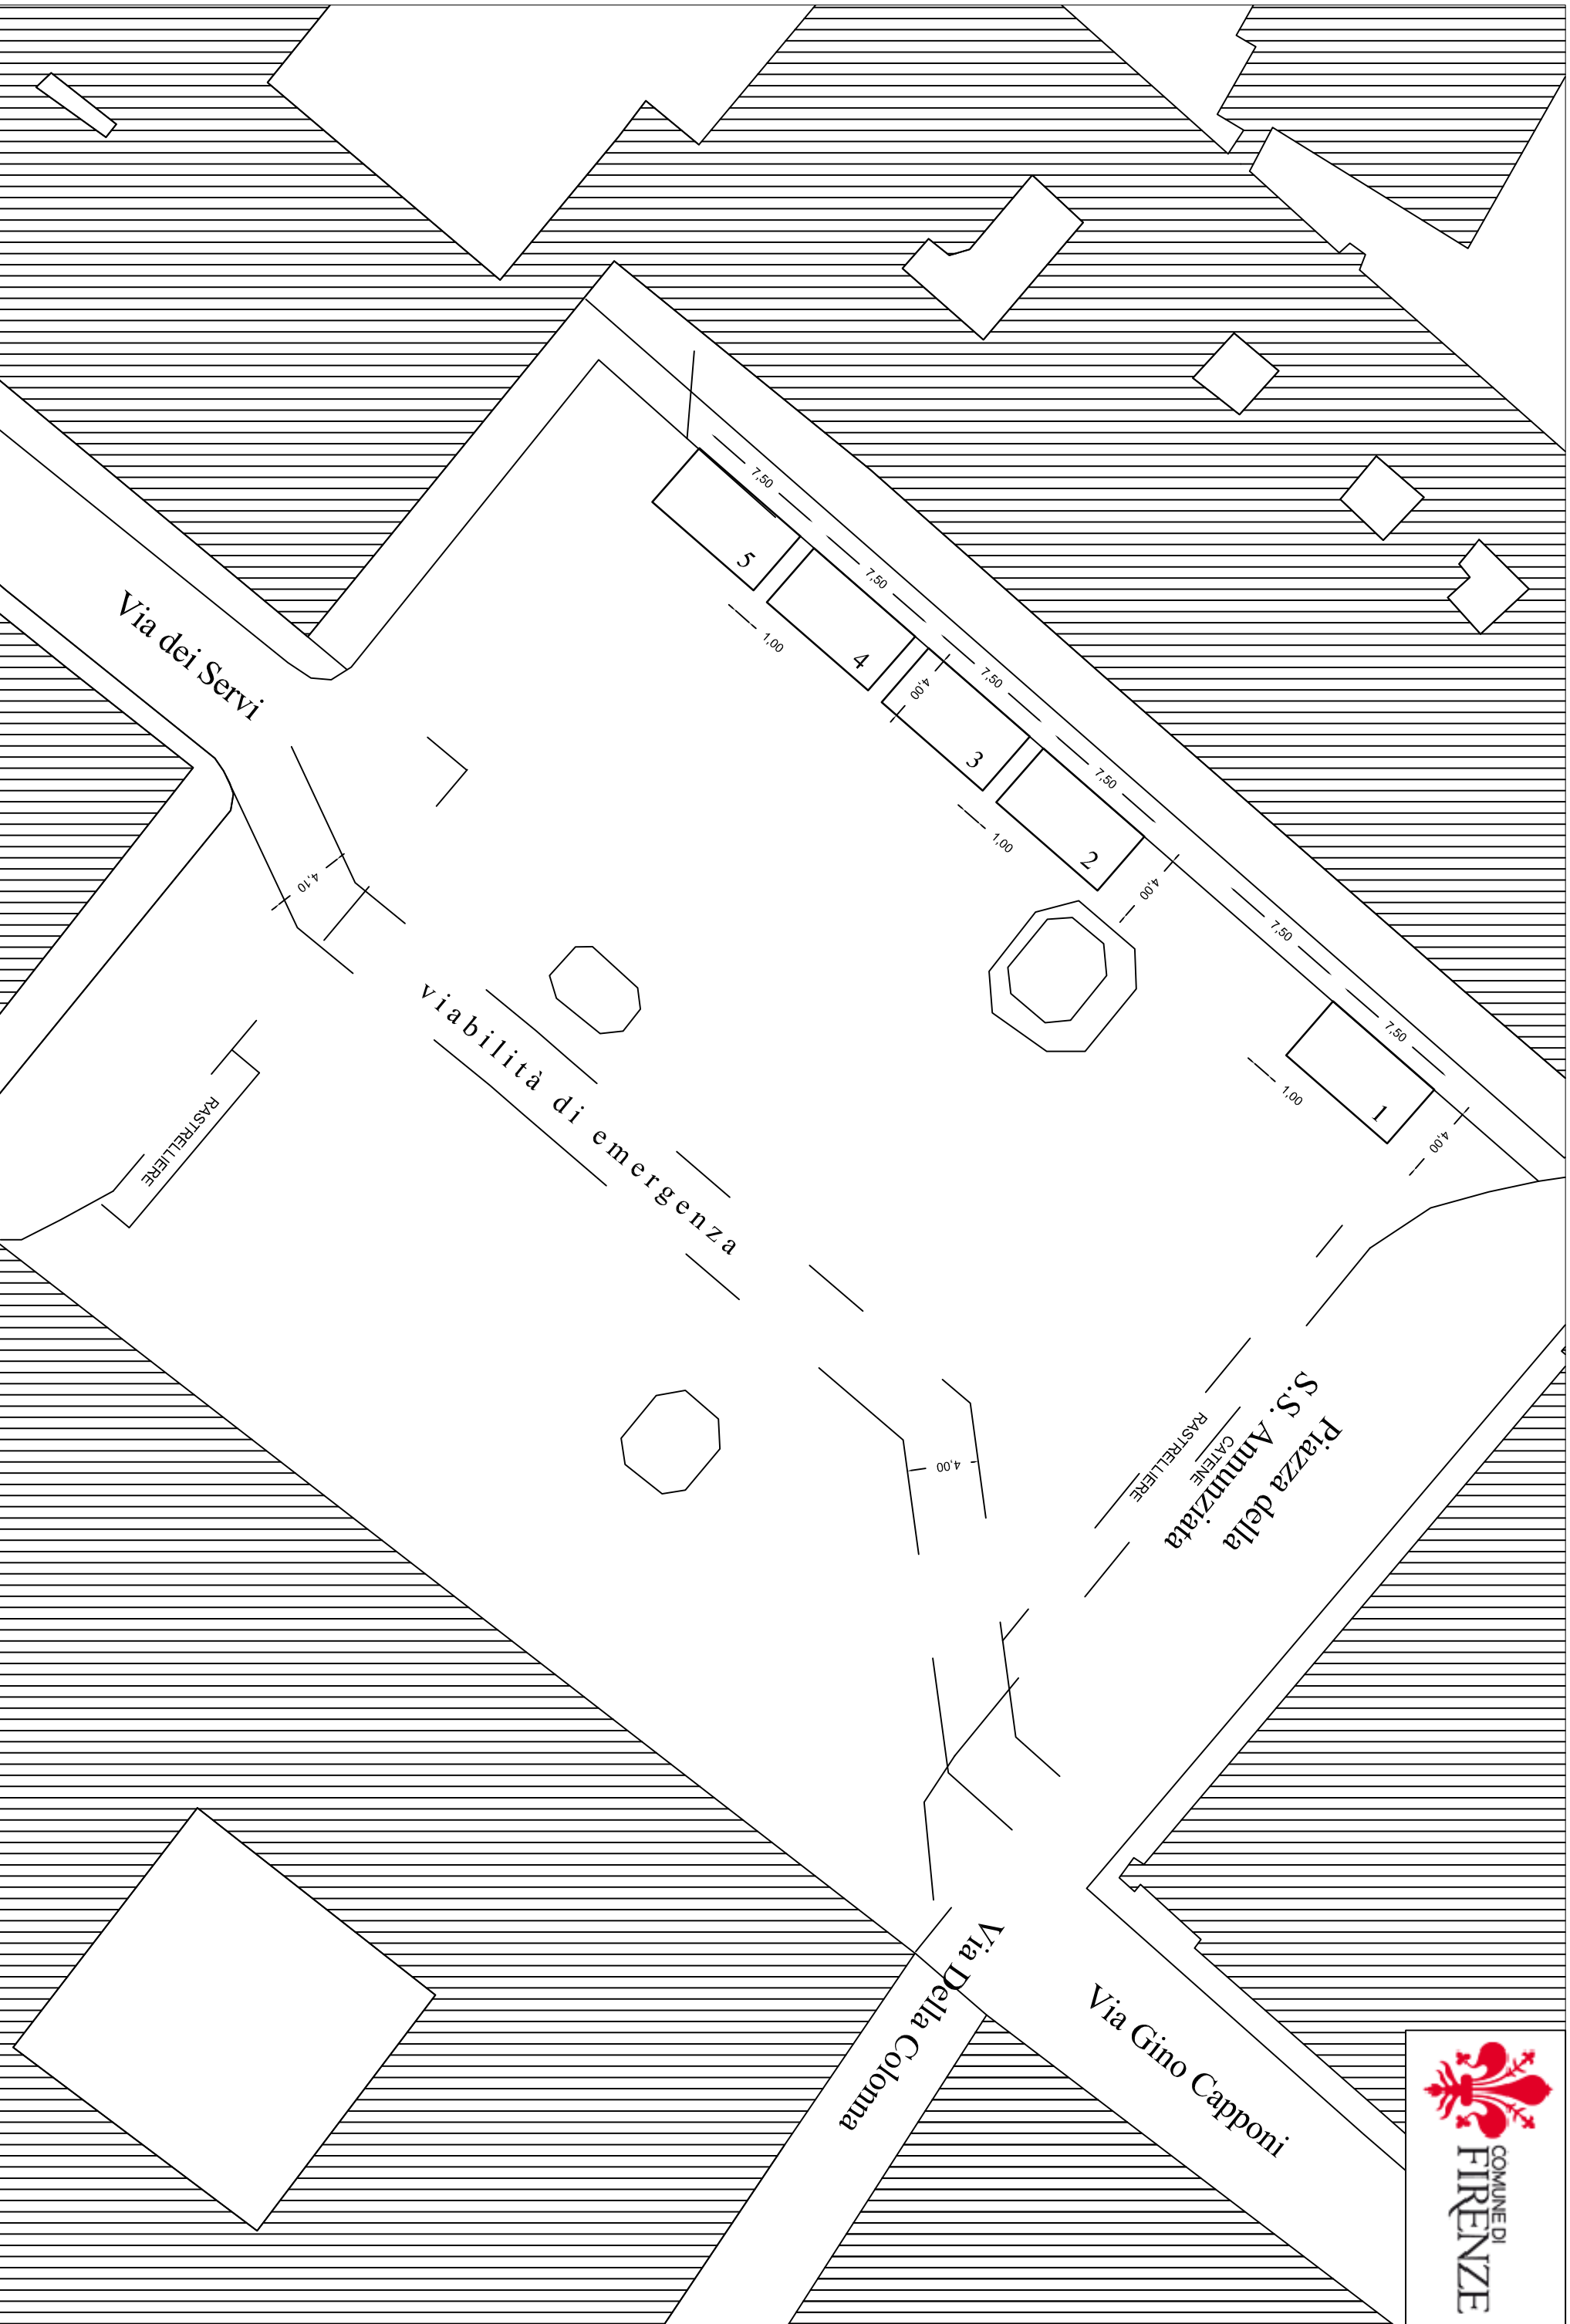 7,50
5
7,50
1,00
4
7,50
4,00
3
7,50
1,00
2
4,00
7,50
7,50
1,00
1
4,00
Via dei Servi
4,10
viabilità di emergenza
RASTRELLIERE
4,00
RASTRELLIERE
CATENE
Piazza della
S.S. Annunziata
Via Della Colonna
Via Gino Capponi
COMUNE DI
FIRENZE